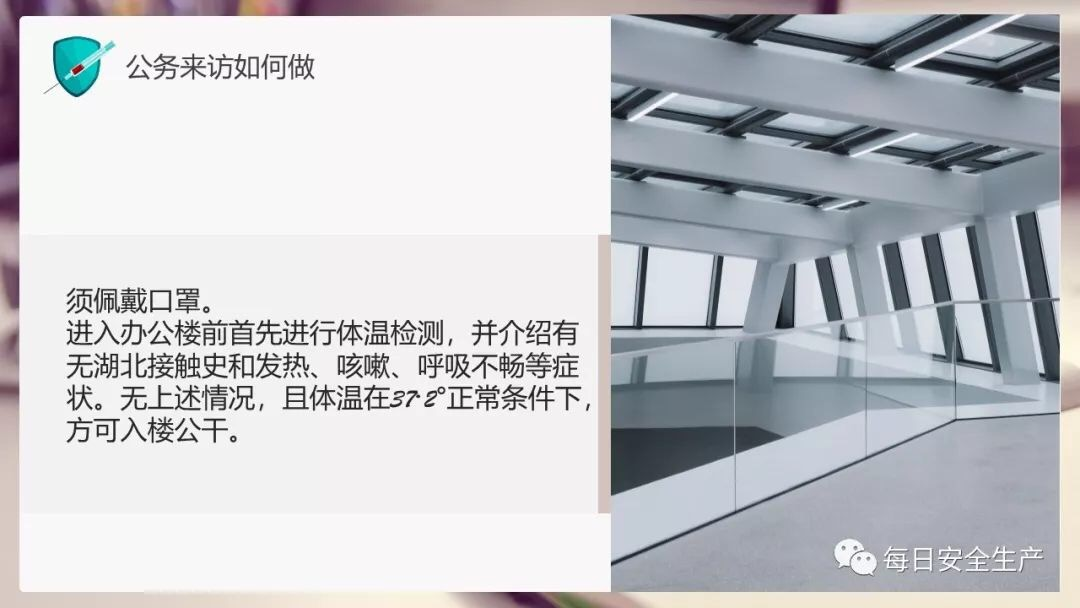 公务来访如何做
须佩戴口罩。
进入办公楼前首先进行体温检测，并介绍有
无湖北接触史和发热、咳嗽、呼吸不畅等症
状。无上述情况，且体温在37.2°正常条件下，
方可入楼公干。
每日安全生产